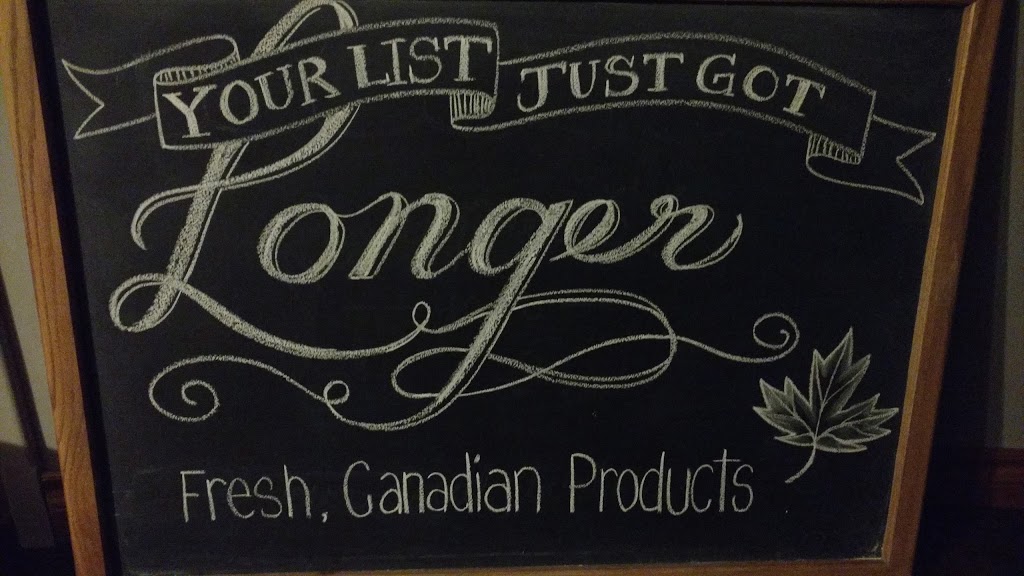 YOUR LIST JUST GOT
Longer
Fresh, Canadian Products